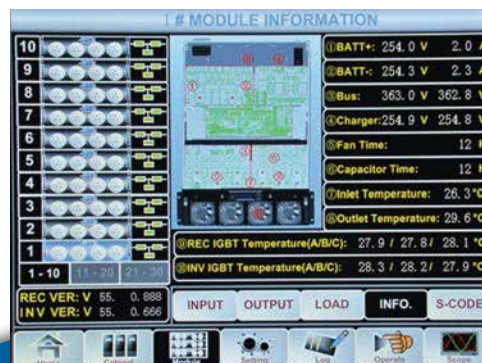 1 # MODULE INFORMATION
10
9
8
7
6
5
4
3
2
1
1 - 10 11 - 20 21 - 30
REC VER: V 55. 0. 888
INV VER: V 55. 0. 666
①BATT+: 254. 0 V 2. 0 A
②BATT-: 254. 3 V 2. 3 A
③Bus: 363. 0 V 362. 8 V
④Charger: 254. 9 V 254. 8 V
⑤Fan Time: 12 H
⑥Capacitor Time: 12 H
⑦Inlet Temperature: 26. 3 °C
⑧Outlet Temperature: 29. 6 °C
⑨REC IGBT Temperature(A/B/C): 27. 9 / 27. 8 / 28. 1 °C
⑩INV IGBT Temperature(A/B/C): 28. 3 / 28. 2 / 27. 9 °C
INPUT OUTPUT LOAD INFO. S-CODE
Home Cabinet Module Setting Log Operate Scope